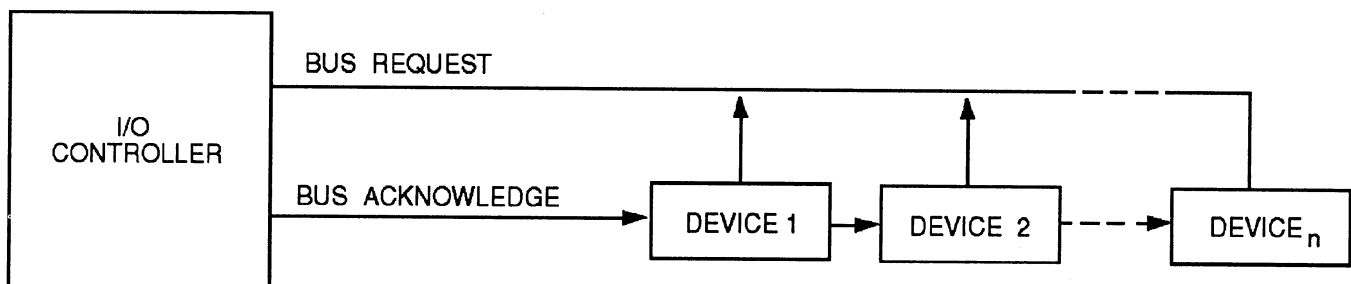 BUS REQUEST
I/O
CONTROLLER
BUS ACKNOWLEDGE
DEVICE 1
DEVICE 2
DEVICE n